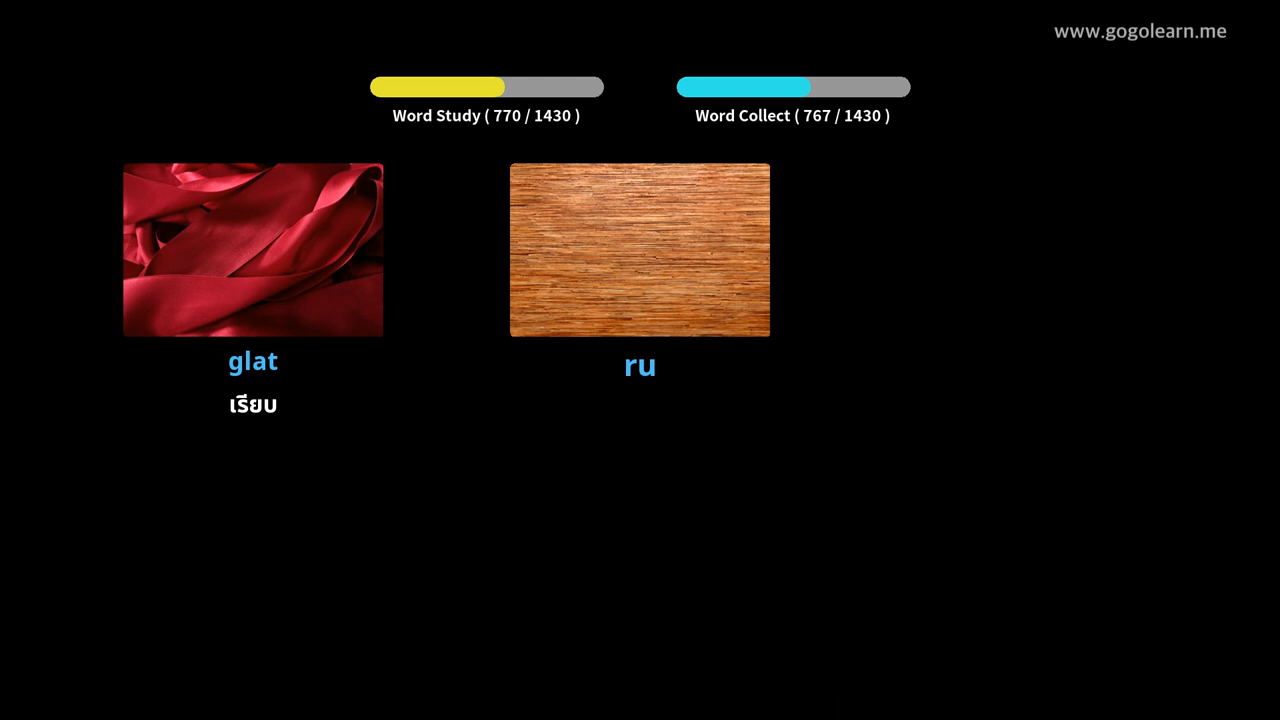 www.gogolearn.me
Word Study ( 770 / 1430 )
Word Collect ( 767 / 1430 )
glat
เรียบ
ru